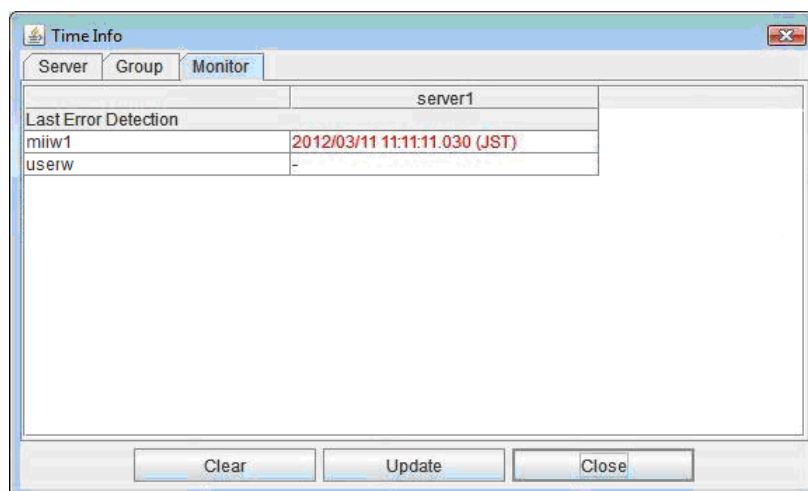 Time Info
Server Group Monitor
server1
Last Error Detection
miiw1 2012/03/11 11:11:11.030 (JST)
userw -
Clear Update Close